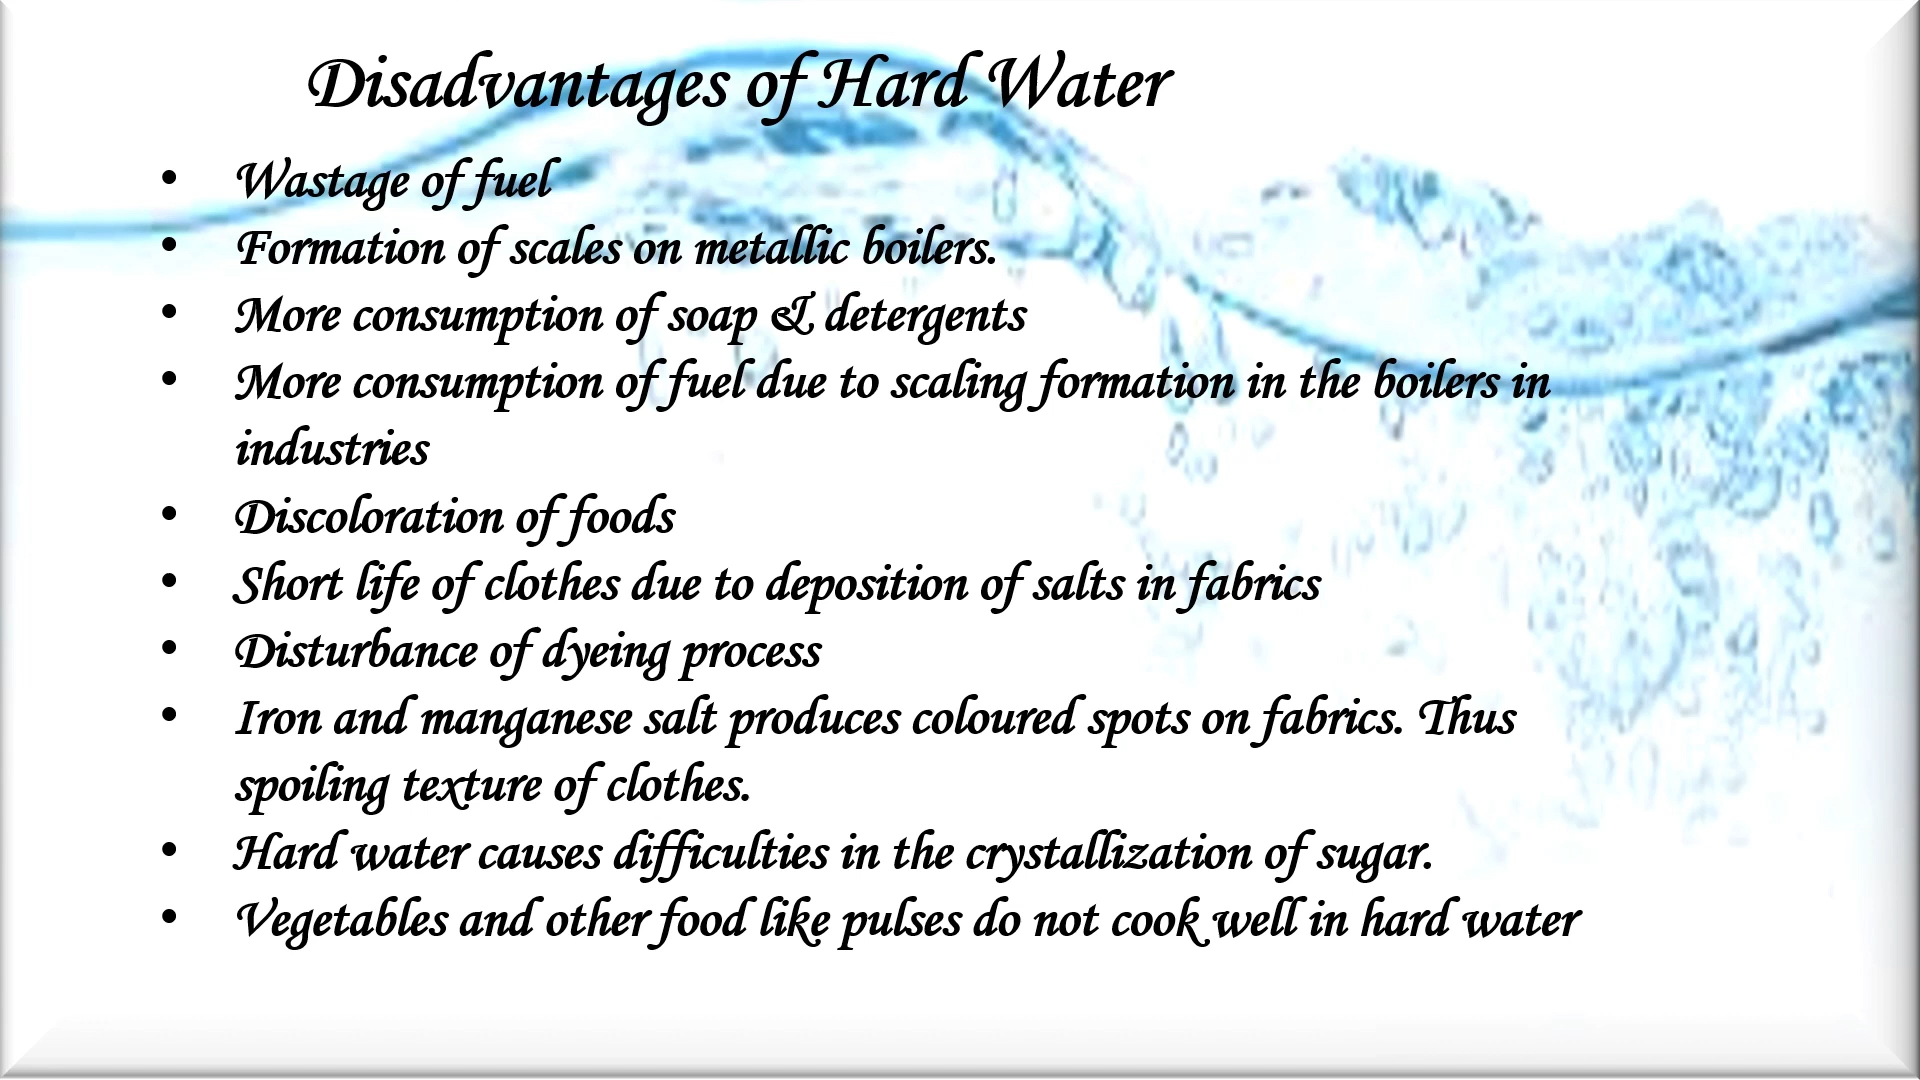 Disadvantages of Hard Water
• Wastage of fuel
• Formation of scales on metallic boilers.
• More consumption of soap & detergents
• More consumption of fuel due to scaling formation in the boilers in
industries
• Discoloration of foods
• Short life of clothes due to deposition of salts in fabrics
• Disturbance of dyeing process
• Iron and manganese salt produces coloured spots on fabrics. Thus
spoiling texture of clothes.
• Hard water causes difficulties in the crystallization of sugar.
• Vegetables and other food like pulses do not cook well in hard water